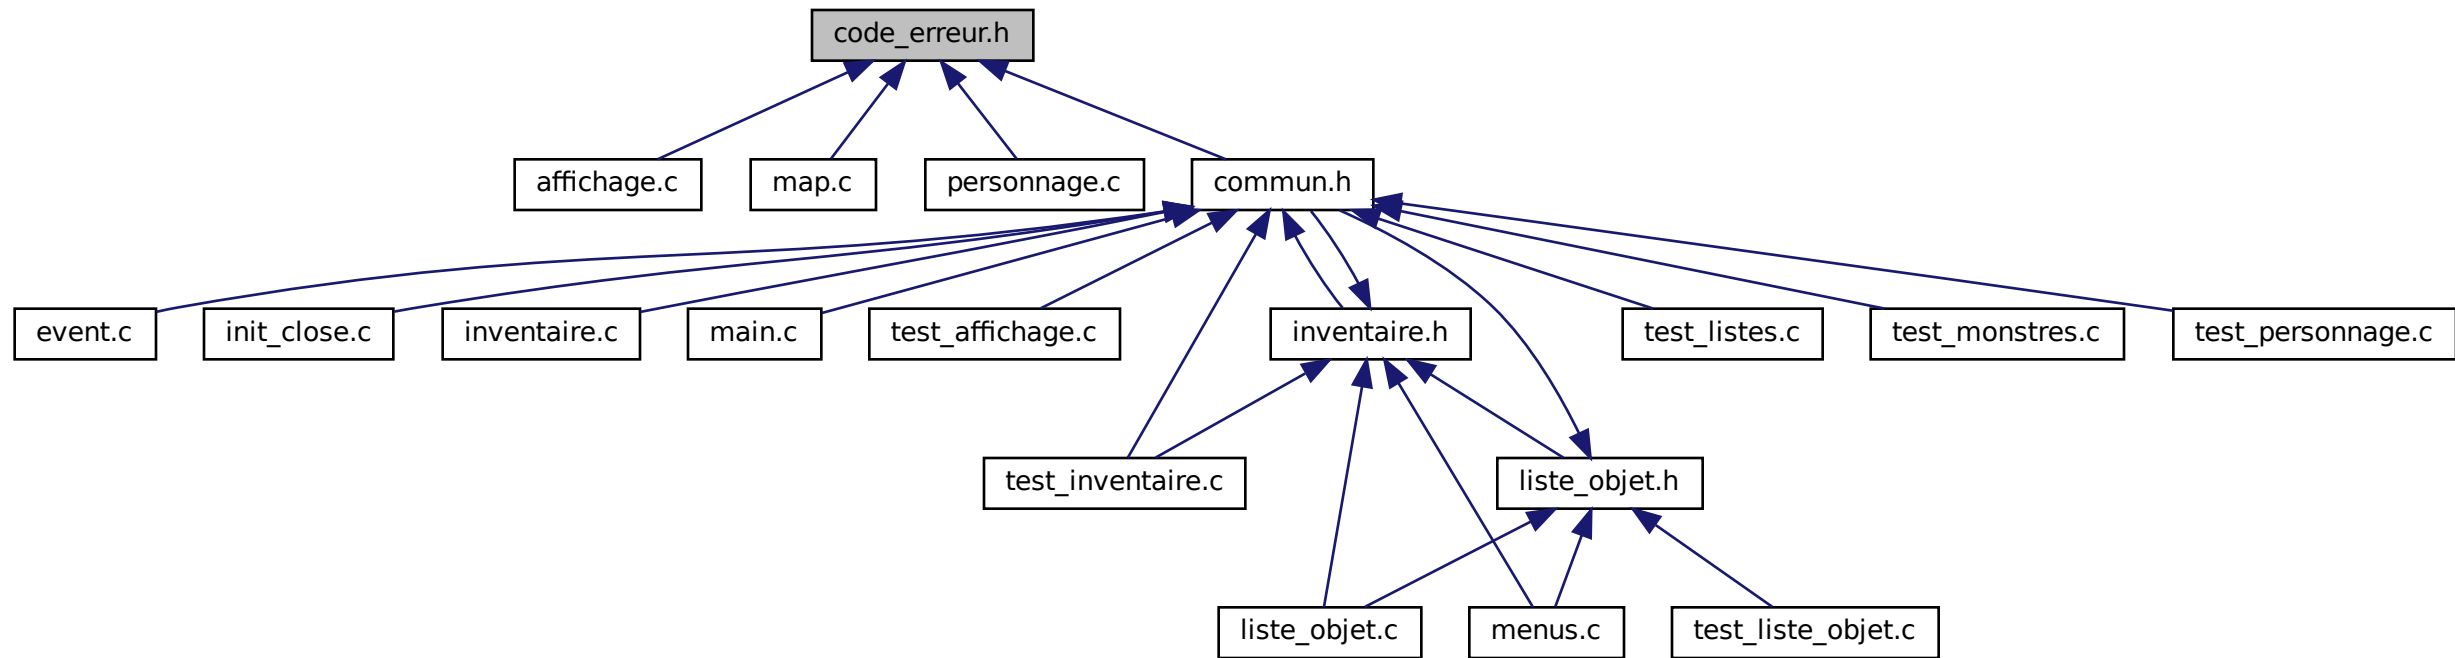 code_erreur.h
affichage.c
map.c
personnage.c
commun.h
event.c
init_close.c
inventaire.c
main.c
test_affichage.c
inventaire.h
test_listes.c
test_monstres.c
test_personnage.c
test_inventaire.c
liste_objet.h
liste_objet.c
menus.c
test_liste_objet.c